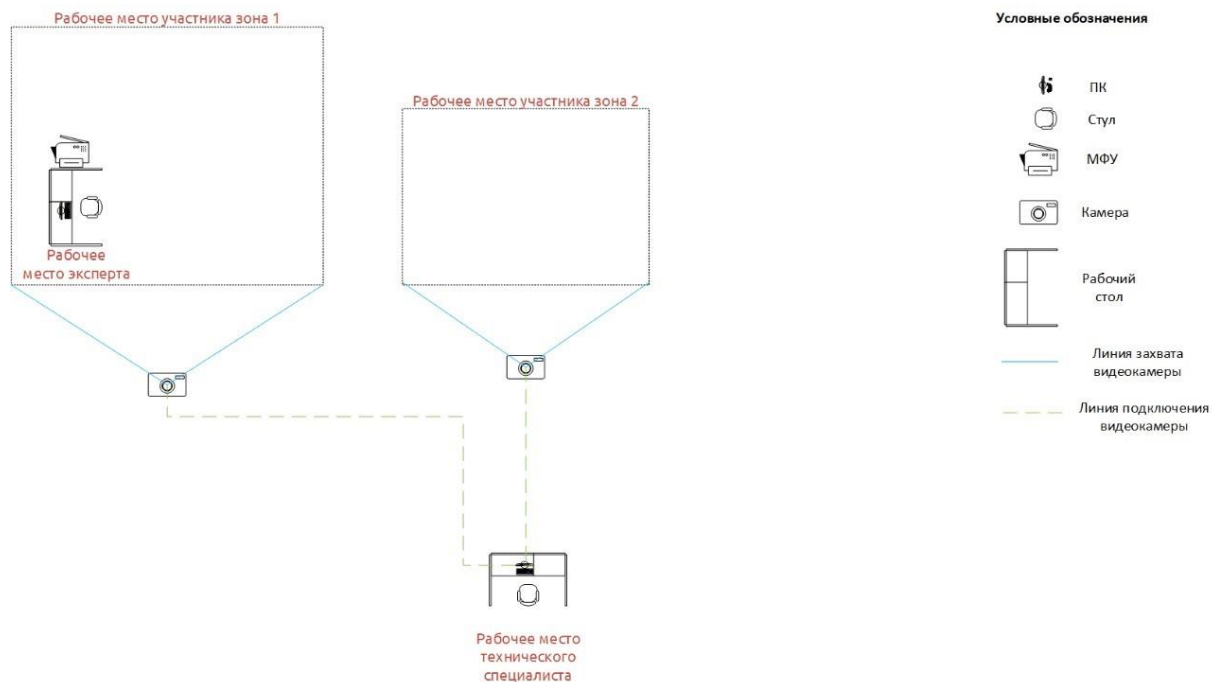 Рабочее место участника зона 1
Рабочее место участника зона 2
Рабочее
место эксперта
Рабочее место
технического
специалиста
Условные обозначения
ПК
Стул
МФУ
Камера
Рабочий
стол
Линия захвата
видеокамеры
Линия подключения
видеокамеры